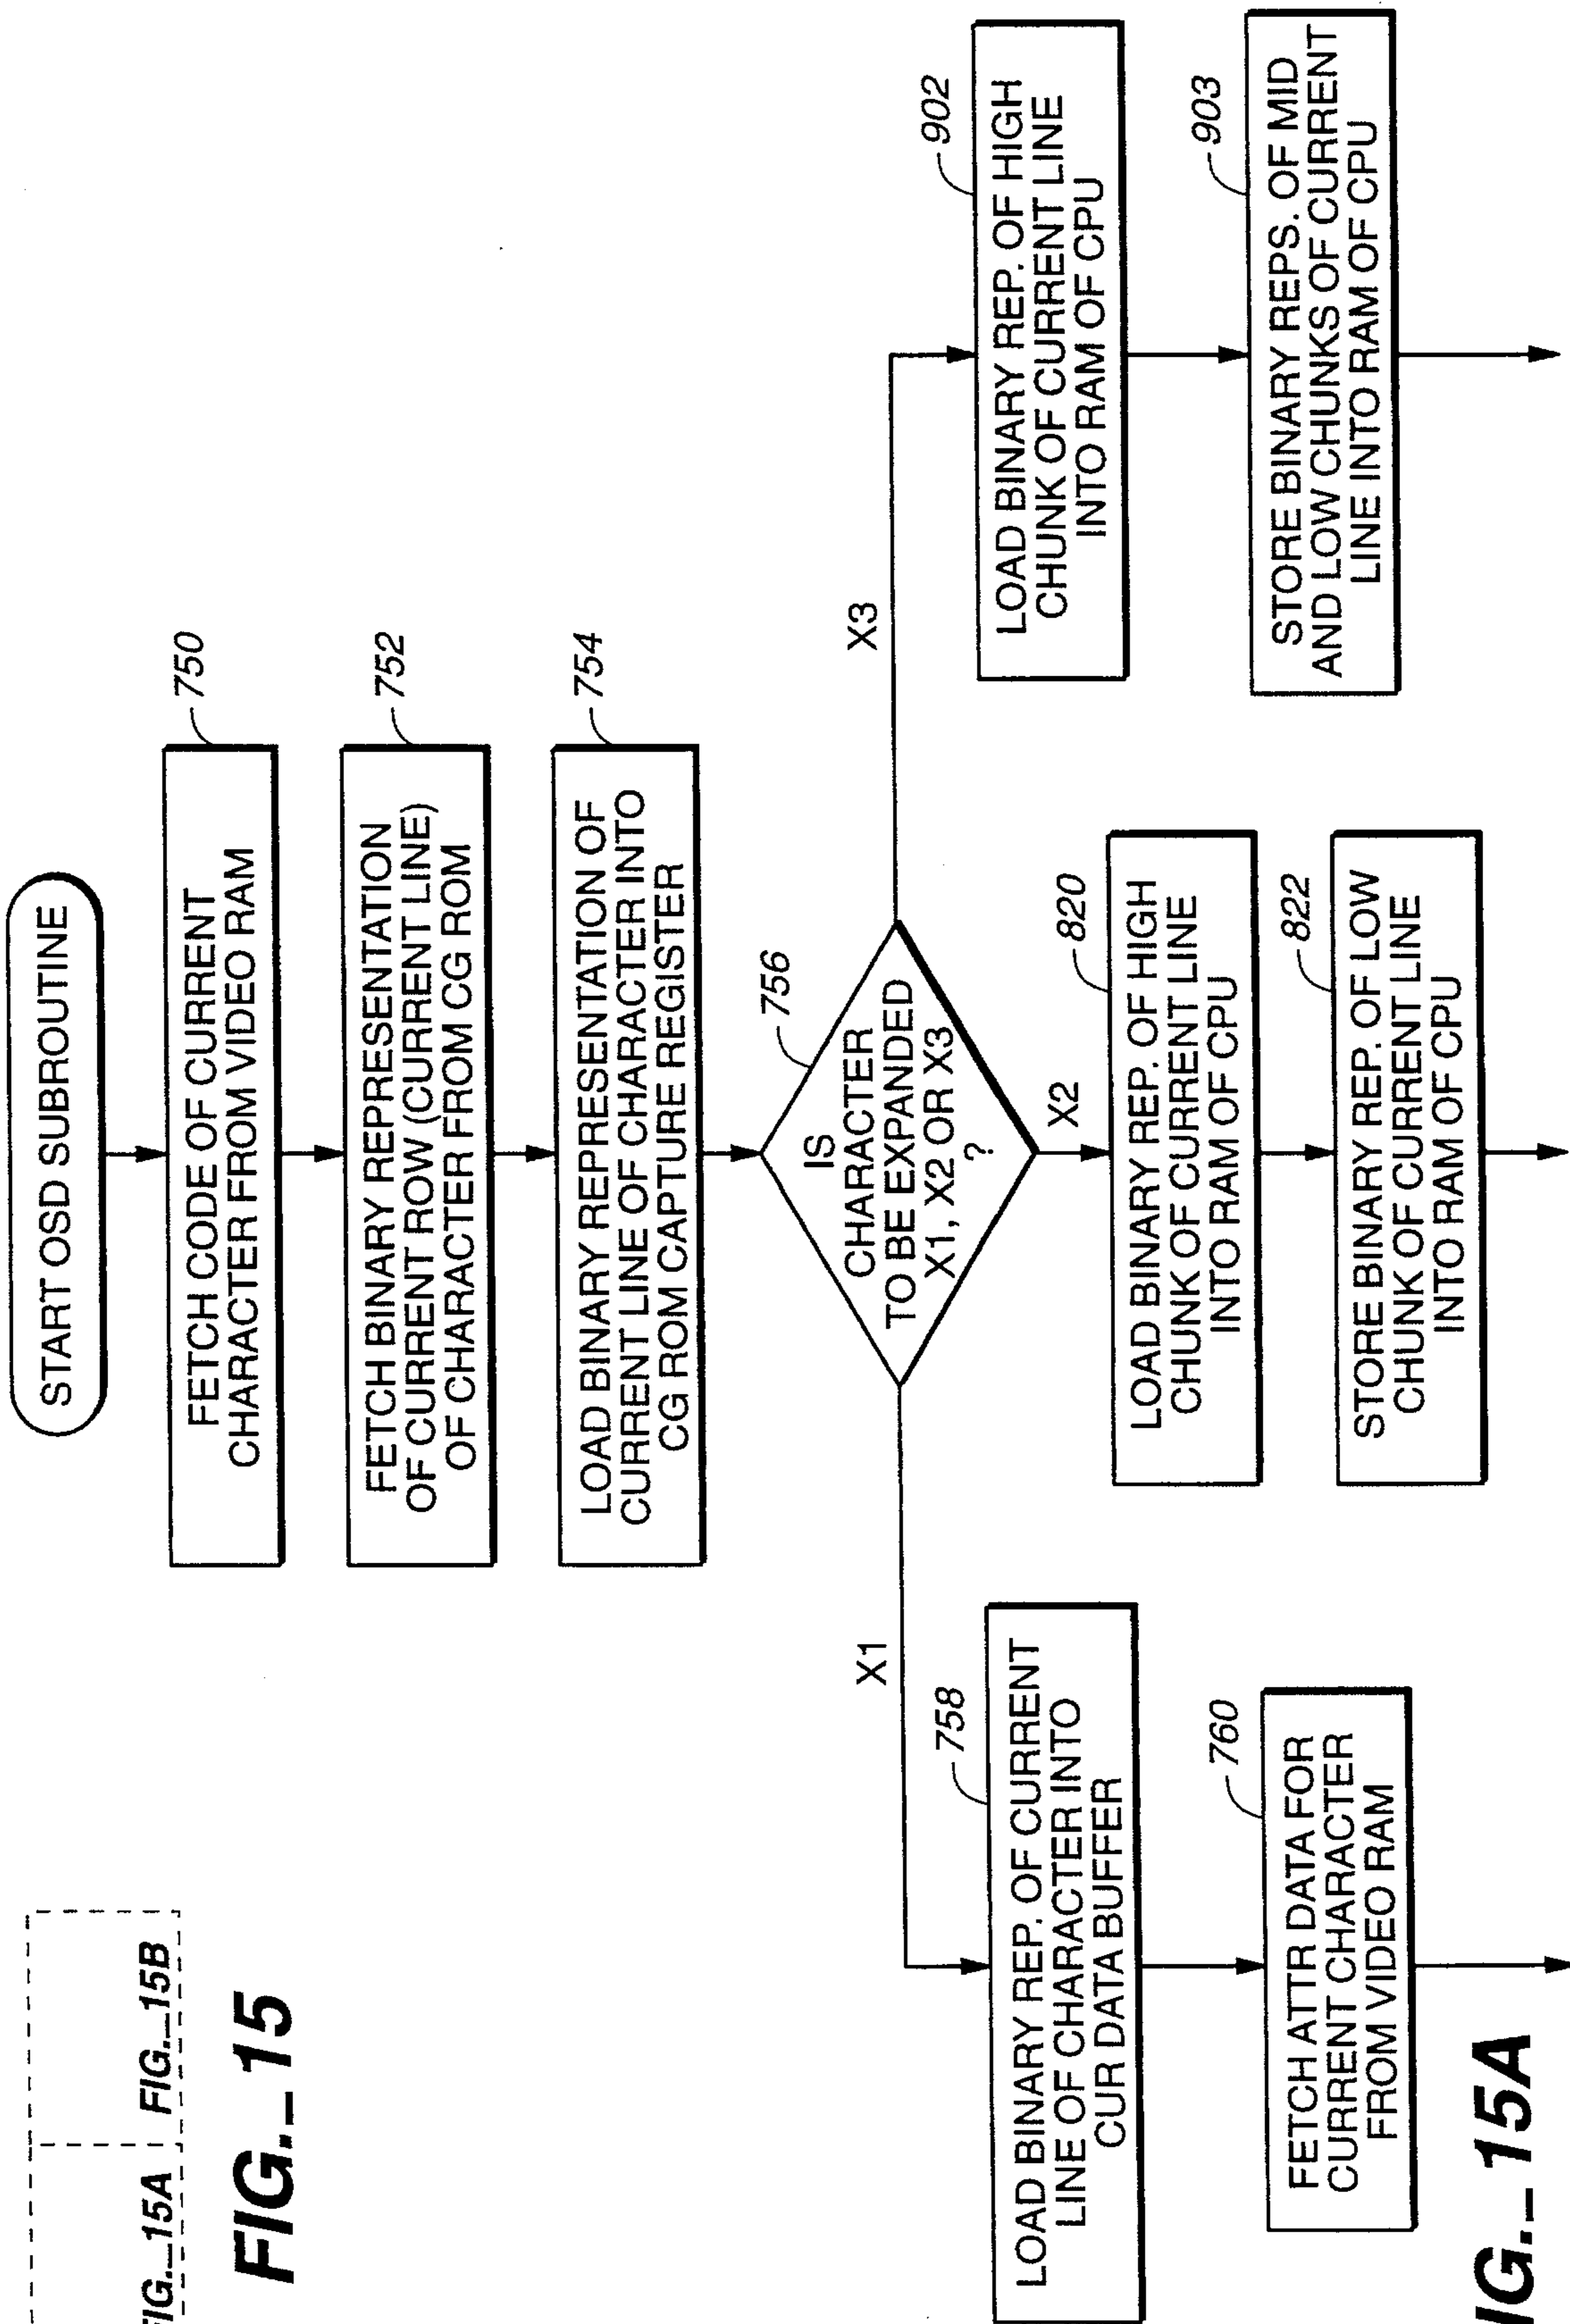 START OSD SUBROUTINE
750
FETCH CODE OF CURRENT
CHARACTER FROM VIDEO RAM
752
FETCH BINARY REPRESENTATION
OF CURRENT ROW (CURRENT LINE)
OF CHARACTER FROM CG ROM
754
LOAD BINARY REPRESENTATION OF
CURRENT LINE OF CHARACTER INTO
CG ROM CAPTURE REGISTER
756
IS
CHARACTER
TO BE EXPANDED
X1, X2 OR X3
?
X1
758
LOAD BINARY REP. OF CURRENT
LINE OF CHARACTER INTO
CUR DATA BUFFER
760
FETCH ATTR DATA FOR
CURRENT CHARACTER
FROM VIDEO RAM
X2
820
LOAD BINARY REP. OF HIGH
CHUNK OF CURRENT LINE
INTO RAM OF CPU
822
STORE BINARY REP. OF LOW
CHUNK OF CURRENT LINE
INTO RAM OF CPU
X3
902
LOAD BINARY REP. OF HIGH
CHUNK OF CURRENT LINE
INTO RAM OF CPU
903
STORE BINARY REPS. OF MID
AND LOW CHUNKS OF CURRENT
LINE INTO RAM OF CPU
FIG._15A FIG._15B
FIG._15
IG._15A